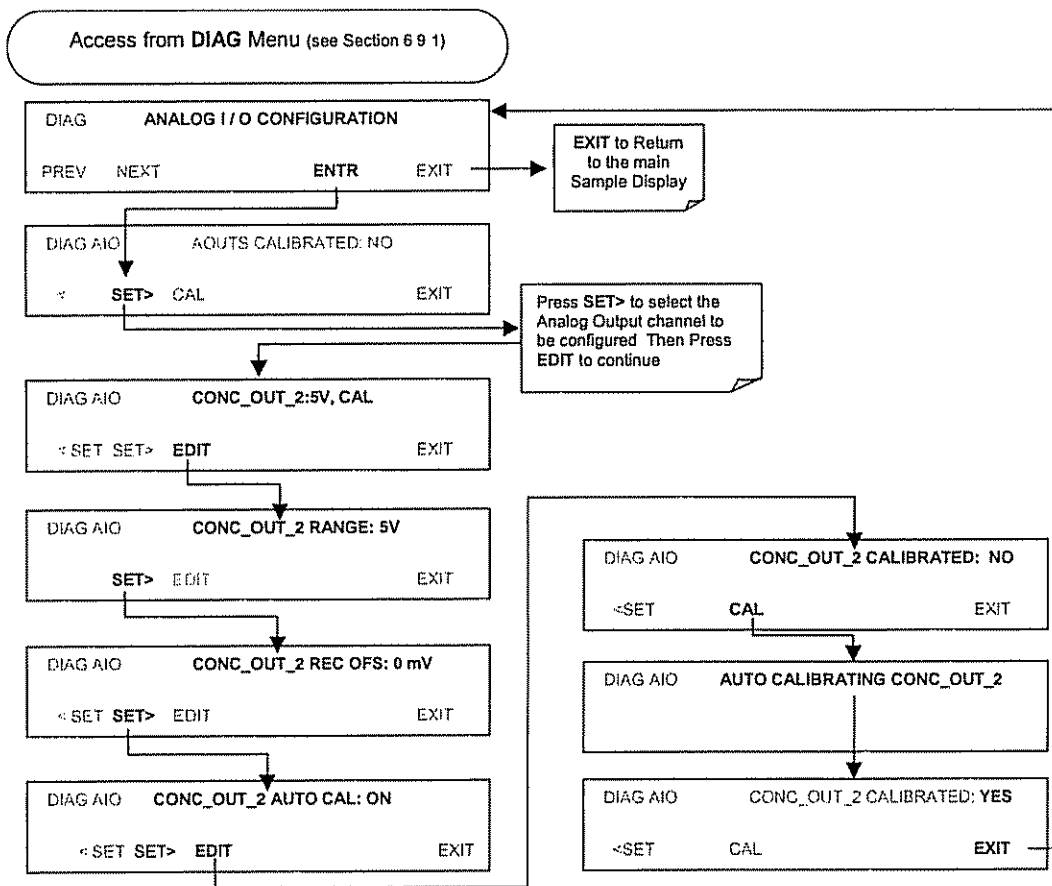 Access from DIAG Menu (see Section 6 9 1)
DIAG ANALOG I / O CONFIGURATION
PREV NEXT ENTR EXIT
EXIT to Return
to the main
Sample Display
DIAG AIO AOUTS CALIBRATED: NO
< SET> CAL EXIT
Press SET> to select the
Analog Output channel to
be configured Then Press
EDIT to continue
DIAG AIO CONC_OUT_2:5V, CAL
< SET SET> EDIT EXIT
DIAG AIO CONC_OUT_2 RANGE: 5V
SET> EDIT EXIT
DIAG AIO CONC_OUT_2 REC OFS: 0 mV
< SET SET> EDIT EXIT
DIAG AIO CONC_OUT_2 AUTO CAL: ON
< SET SET> EDIT EXIT
DIAG AIO CONC_OUT_2 CALIBRATED: NO
<SET CAL EXIT
DIAG AIO AUTO CALIBRATING CONC_OUT_2
DIAG AIO CONC_OUT_2 CALIBRATED: YES
<SET CAL EXIT